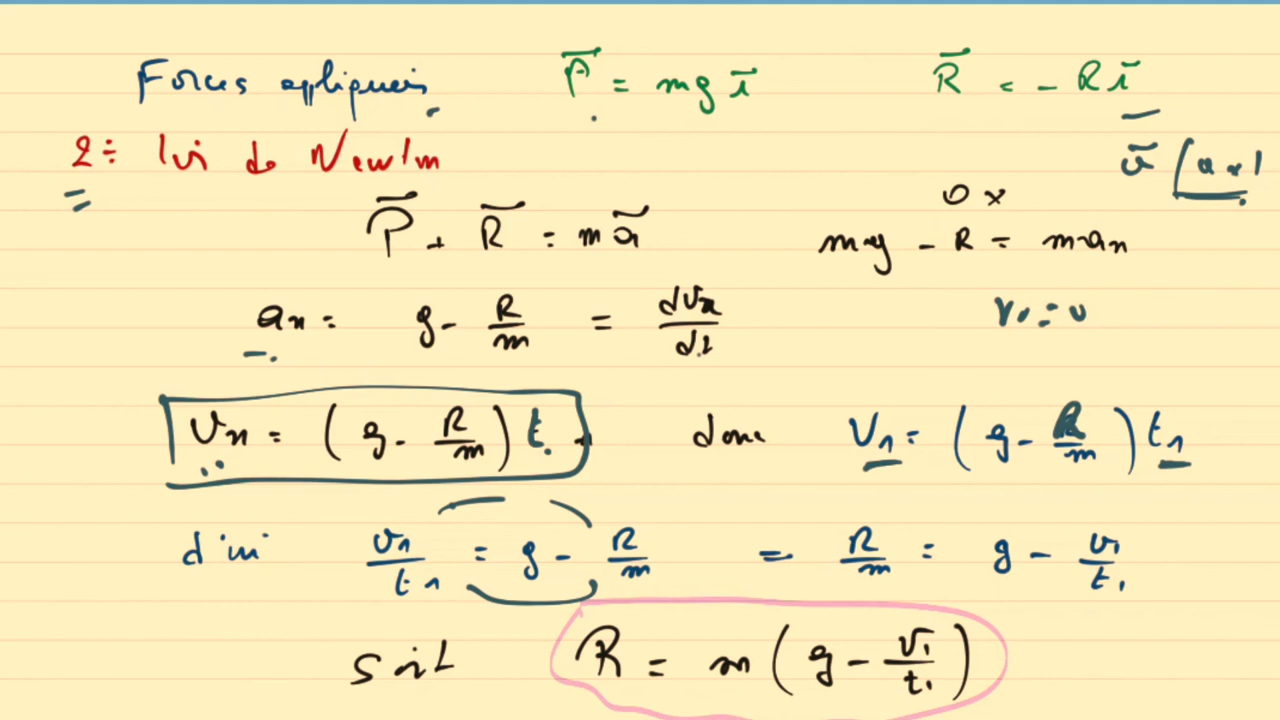 Forces appliquées P⃗ = mg i⃗ R⃗ = - R i⃗
2e loi de Newton v⃗
P⃗ + R⃗ = m a⃗ Ox mg - R = m ax
ax = g - R/m = dvx/dt v0 = 0
vx = (g - R/m) t donc v1 = (g - R/m) t1
d'où v1/t1 = g - R/m = R/m = g - v1/t1
soit R = m (g - v1/t1)